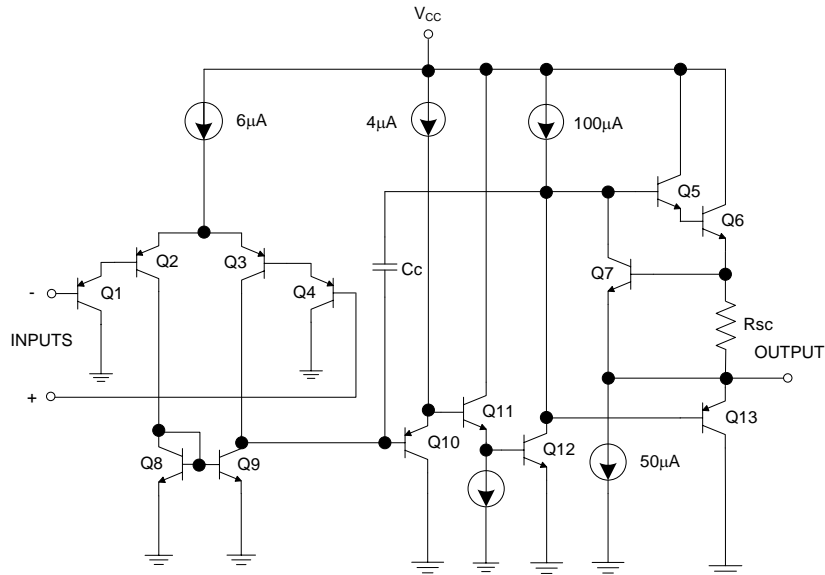 VCC
6µA
4µA
100µA
Q5
Q6
Q2
Q3
Q7
Cc
-
Q1
Q4
Rsc
INPUTS
OUTPUT
+
Q11
Q13
Q8
Q9
Q10
Q12
50µA